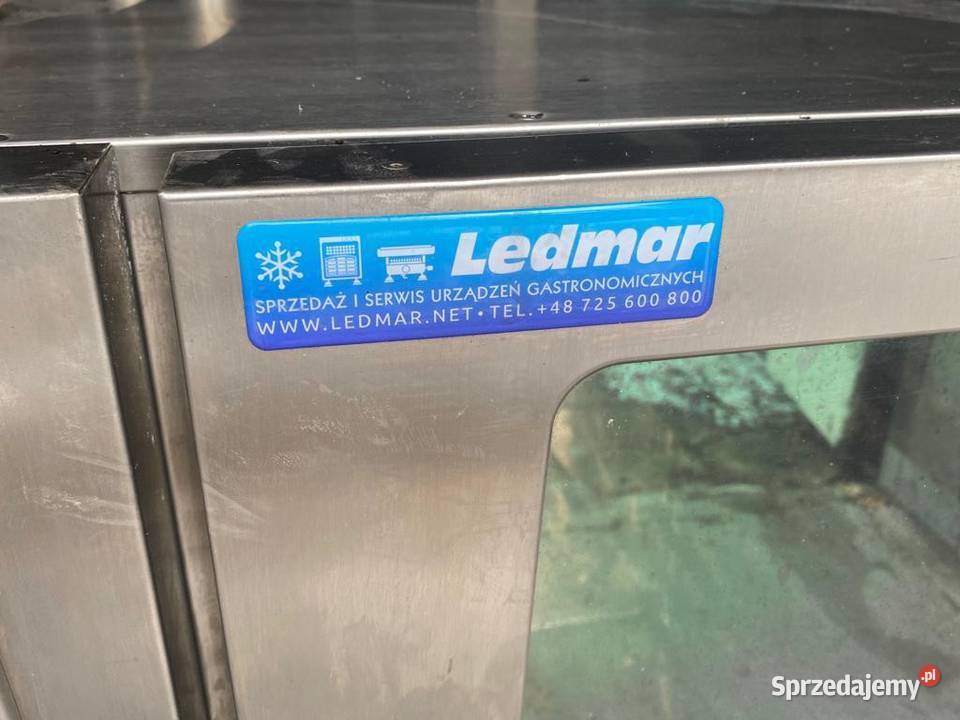 Ledmar
SPRZEDAŻ I SERWIS URZĄDZEŃ GASTRONOMICZNYCH
WWW.LEDMAR.NET • TEL. +48 725 600 800
Sprzedajemy.pl